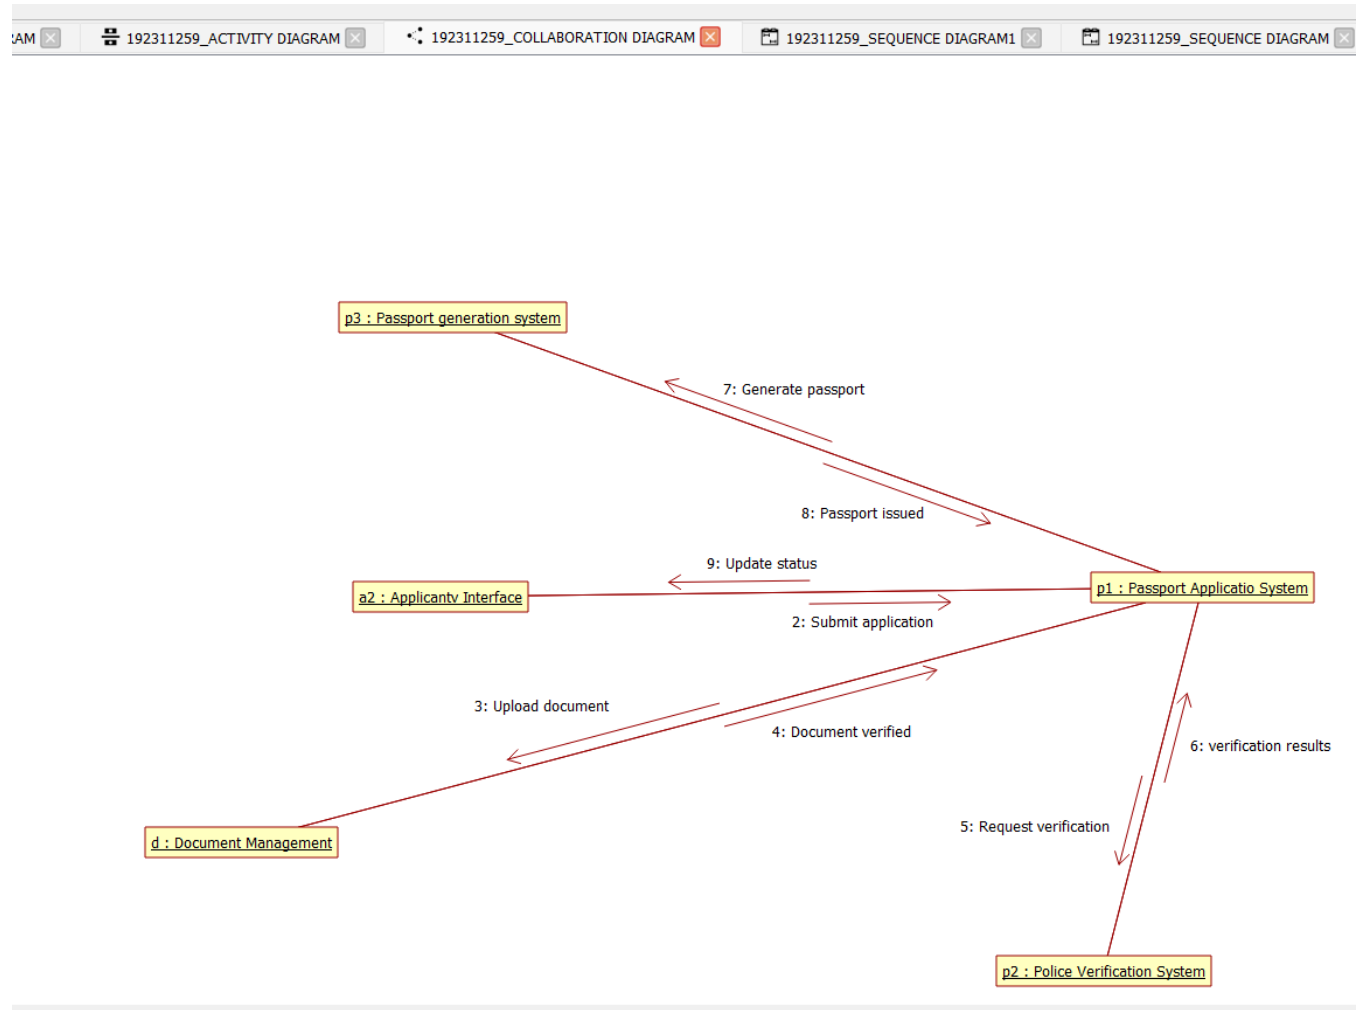 AM
192311259_ACTIVITY DIAGRAM
192311259_COLLABORATION DIAGRAM
192311259_SEQUENCE DIAGRAM1
192311259_SEQUENCE DIAGRAM
p3 : Passport generation system
7: Generate passport
8: Passport issued
9: Update status
a2 : Applicantv Interface
p1 : Passport Applicatio System
2: Submit application
3: Upload document
4: Document verified
6: verification results
5: Request verification
d : Document Management
p2 : Police Verification System